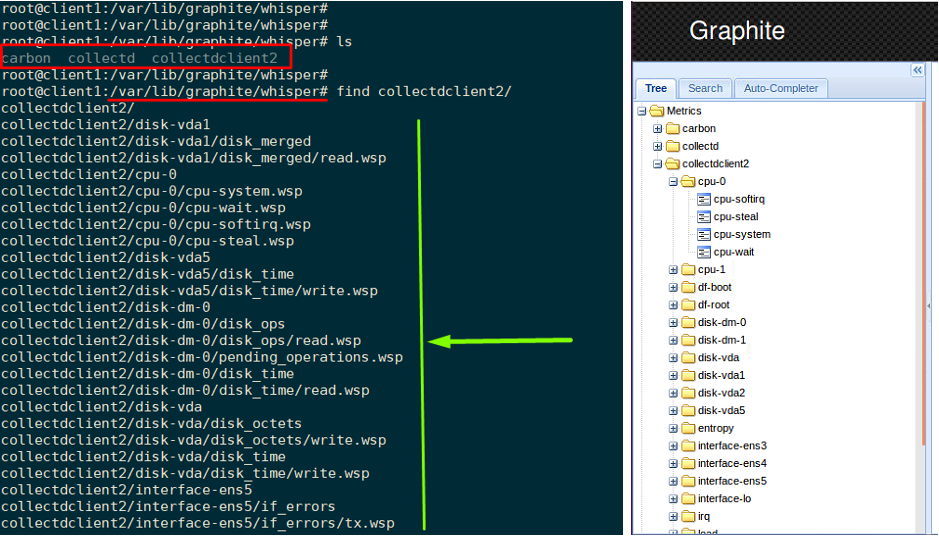 root@client1:/var/lib/graphite/whisper#
root@client1:/var/lib/graphite/whisper#
root@client1:/var/lib/graphite/whisper# ls
carbon  collectd  collectdclient2
root@client1:/var/lib/graphite/whisper#
root@client1:/var/lib/graphite/whisper# find collectdclient2/
collectdclient2/
collectdclient2/disk-vda1
collectdclient2/disk-vda1/disk_merged
collectdclient2/disk-vda1/disk_merged/read.wsp
collectdclient2/cpu-0
collectdclient2/cpu-0/cpu-system.wsp
collectdclient2/cpu-0/cpu-wait.wsp
collectdclient2/cpu-0/cpu-softirq.wsp
collectdclient2/cpu-0/cpu-steal.wsp
collectdclient2/disk-vda5
collectdclient2/disk-vda5/disk_time
collectdclient2/disk-vda5/disk_time/write.wsp
collectdclient2/disk-dm-0
collectdclient2/disk-dm-0/disk_ops
collectdclient2/disk-dm-0/disk_ops/read.wsp
collectdclient2/disk-dm-0/pending_operations.wsp
collectdclient2/disk-dm-0/disk_time
collectdclient2/disk-dm-0/disk_time/read.wsp
collectdclient2/disk-vda
collectdclient2/disk-vda/disk_octets
collectdclient2/disk-vda/disk_octets/write.wsp
collectdclient2/disk-vda/disk_time
collectdclient2/disk-vda/disk_time/write.wsp
collectdclient2/interface-ens5
collectdclient2/interface-ens5/if_errors
collectdclient2/interface-ens5/if_errors/tx.wsp
Graphite
Tree Search Auto-Completer
Metrics
carbon
collectd
collectdclient2
cpu-0
cpu-softirq
cpu-steal
cpu-system
cpu-wait
cpu-1
df-boot
df-root
disk-dm-0
disk-dm-1
disk-vda
disk-vda1
disk-vda2
disk-vda5
entropy
interface-ens3
interface-ens4
interface-ens5
interface-lo
irq
load